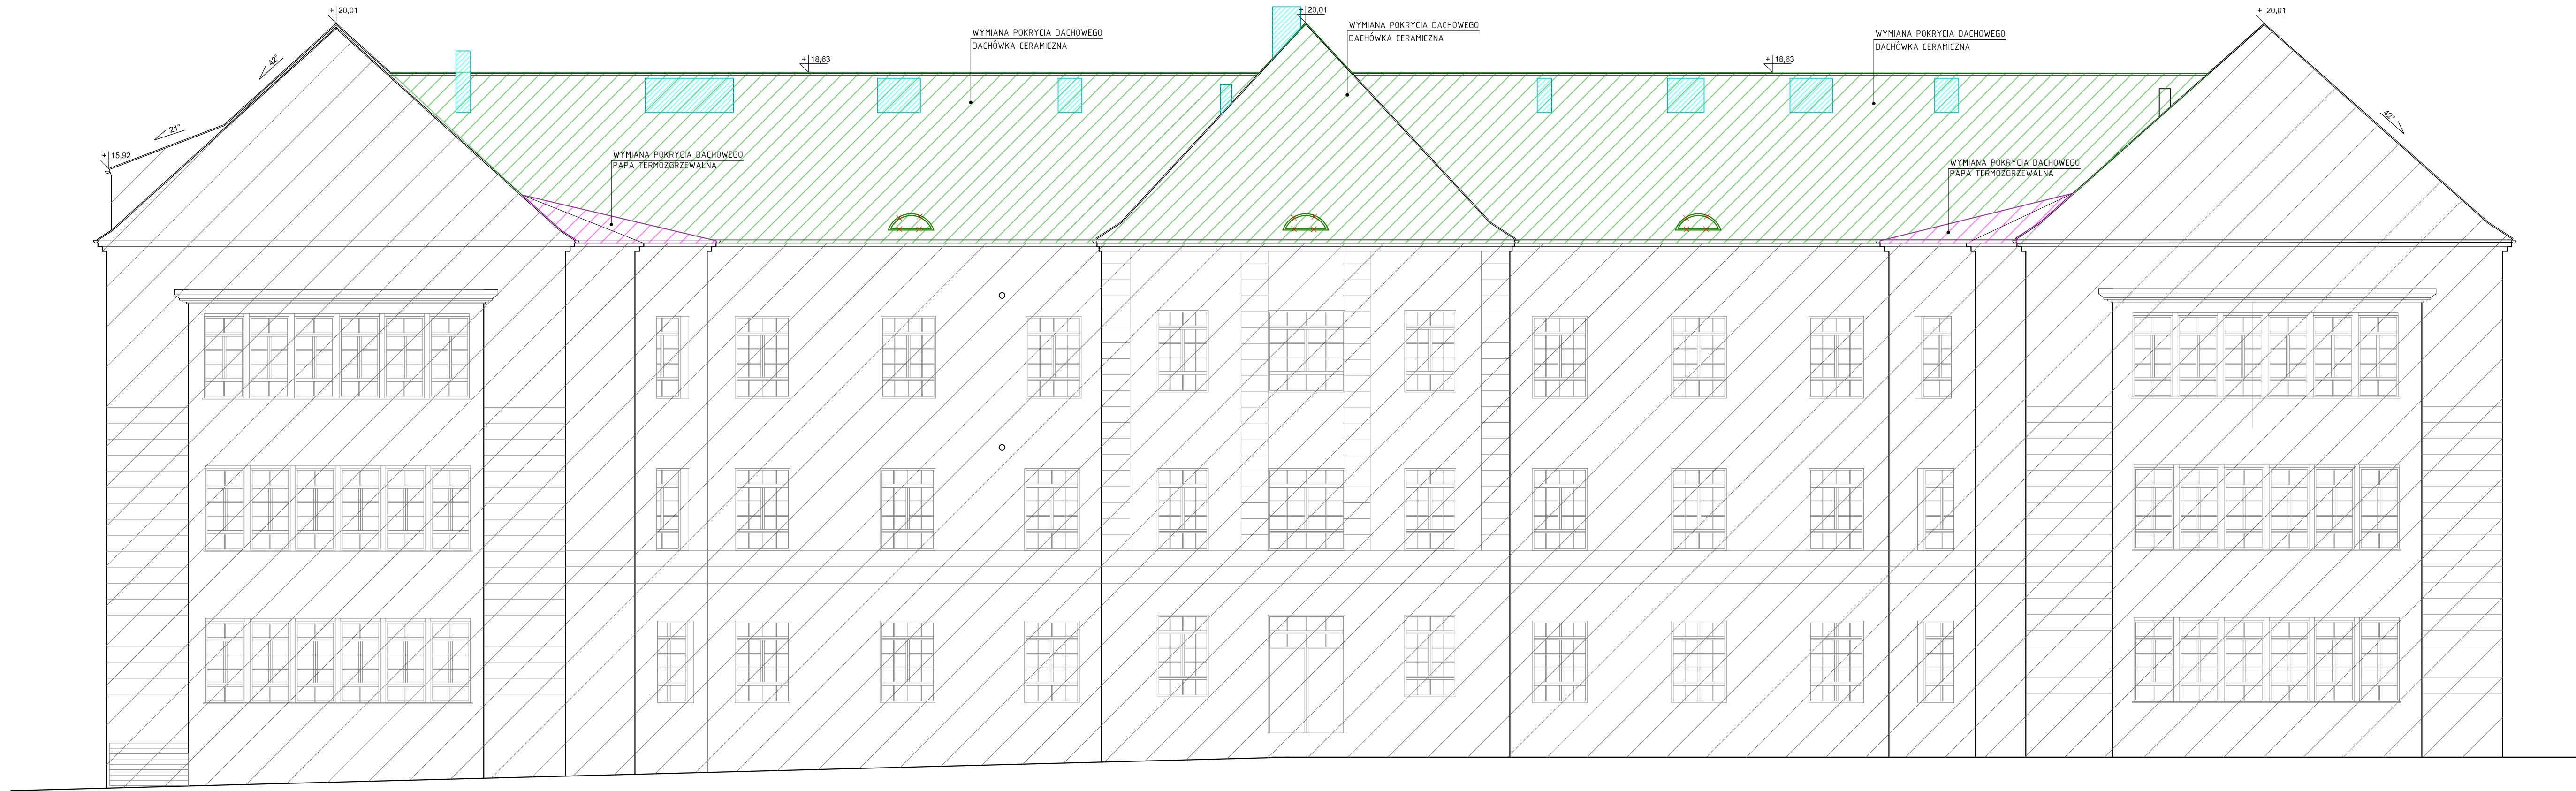 + 20,01
+ 20,01
+ 20,01
WYMIANA POKRYCIA DACHOWEGO
DACHÓWKA CERAMICZNA
WYMIANA POKRYCIA DACHOWEGO
DACHÓWKA CERAMICZNA
WYMIANA POKRYCIA DACHOWEGO
DACHÓWKA CERAMICZNA
42°
+ 18,63
+ 18,63
42°
21°
+ 15,92
WYMIANA POKRYCIA DACHOWEGO
PAPA TERMOZGRZEWALNA
WYMIANA POKRYCIA DACHOWEGO
PAPA TERMOZGRZEWALNA